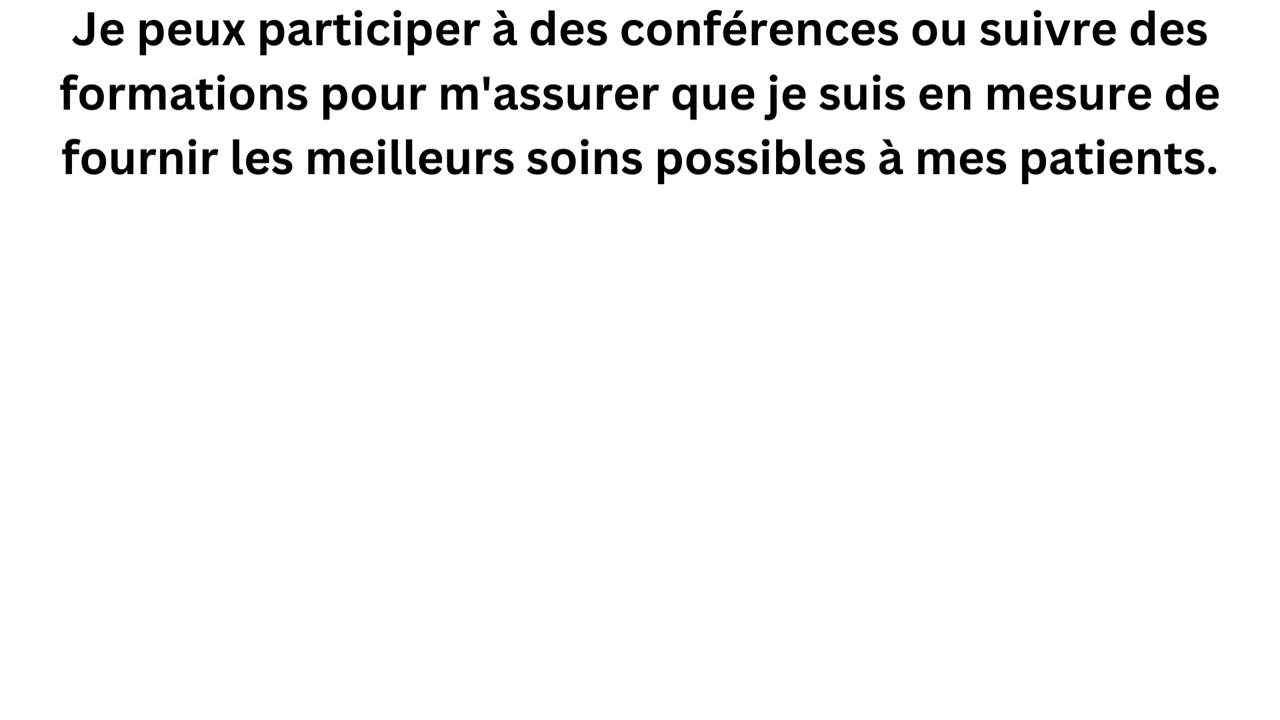 Je peux participer à des conférences ou suivre des
formations pour m'assurer que je suis en mesure de
fournir les meilleurs soins possibles à mes patients.